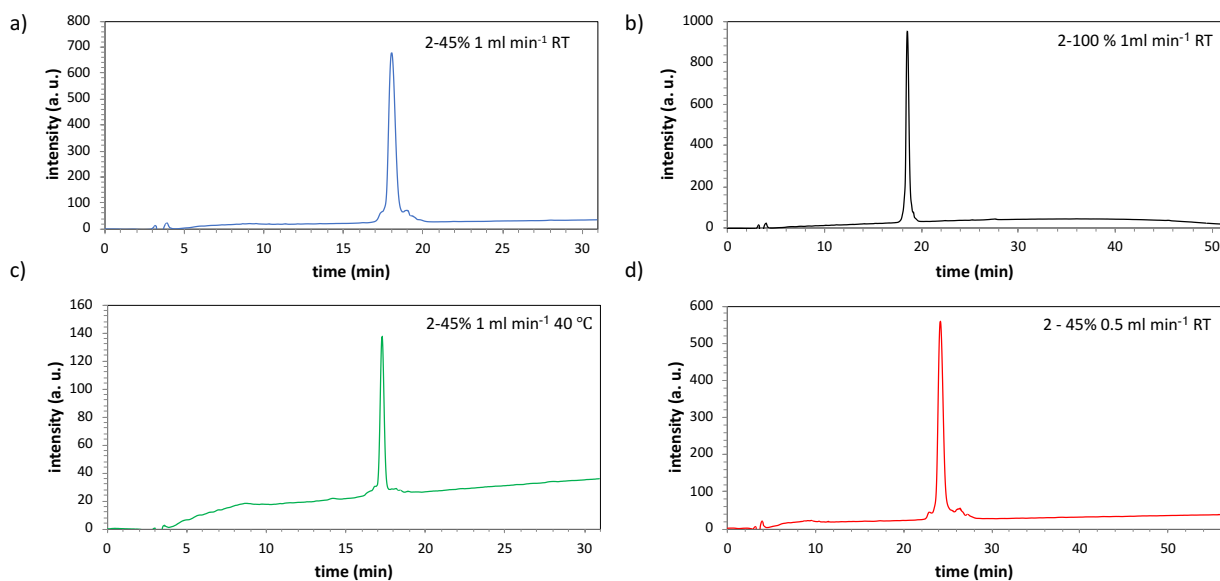 a)
2-45% 1 ml min⁻¹ RT
intensity (a. u.)
800
700
600
500
400
300
200
100
0
0 5 10 15 20 25 30
time (min)
b)
2-100 % 1ml min⁻¹ RT
intensity (a. u.)
1000
800
600
400
200
0
0 10 20 30 40 50
time (min)
c)
2-45% 1 ml min⁻¹ 40 °C
intensity (a. u.)
160
140
120
100
80
60
40
20
0
0 5 10 15 20 25 30
time (min)
d)
2 - 45% 0.5 ml min⁻¹ RT
intensity (a. u.)
600
500
400
300
200
100
0
0 10 20 30 40 50
time (min)